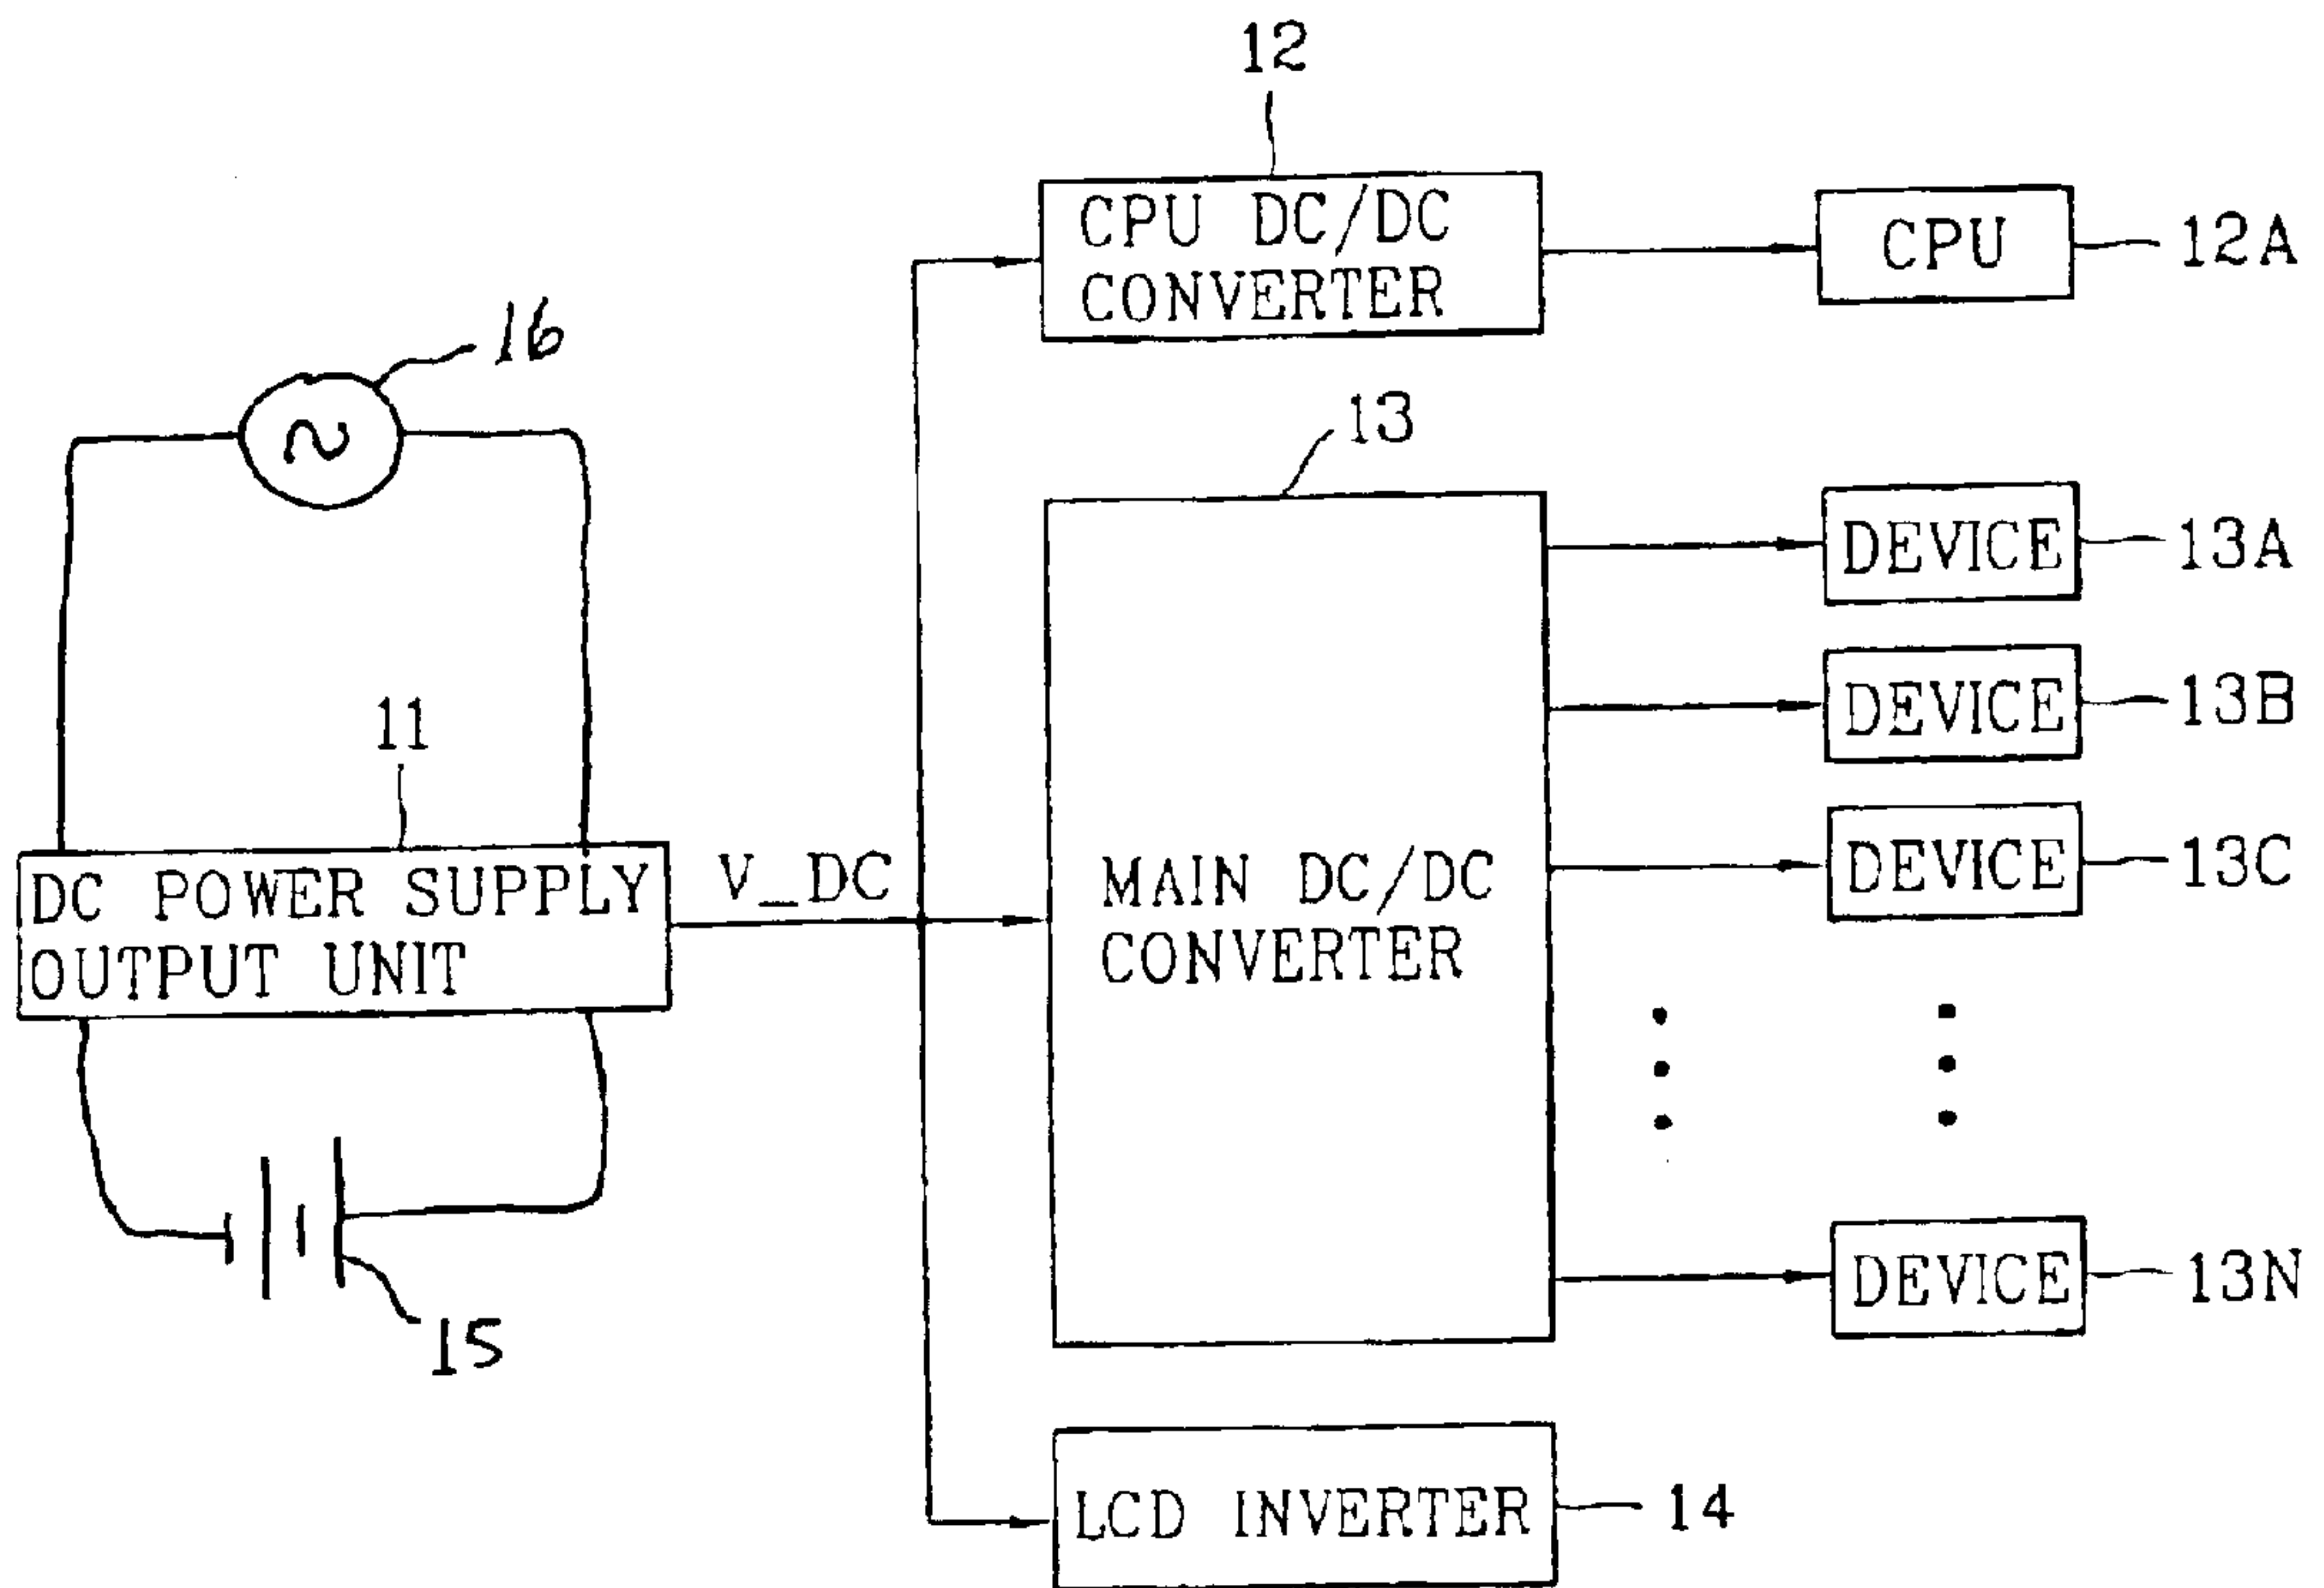 12
CPU DC/DC
CONVERTER
CPU
12A
16
13
DEVICE
13A
11
DEVICE
13B
DC POWER SUPPLY
OUTPUT UNIT
V_DC
MAIN DC/DC
CONVERTER
DEVICE
13C
DEVICE
13N
15
LCD INVERTER
14